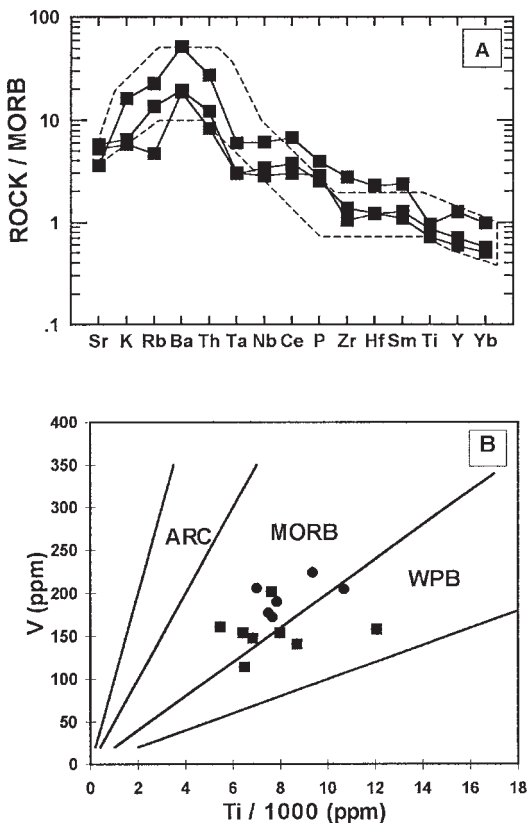 100
A
10
1
.1
ROCK / MORB
Sr K Rb Ba Th Ta Nb Ce P Zr Hf Sm Ti Y Yb
400
B
350
300
250
200
150
100
50
0
V (ppm)
ARC
MORB
WPB
0 2 4 6 8 10 12 14 16 18
Ti / 1000 (ppm)